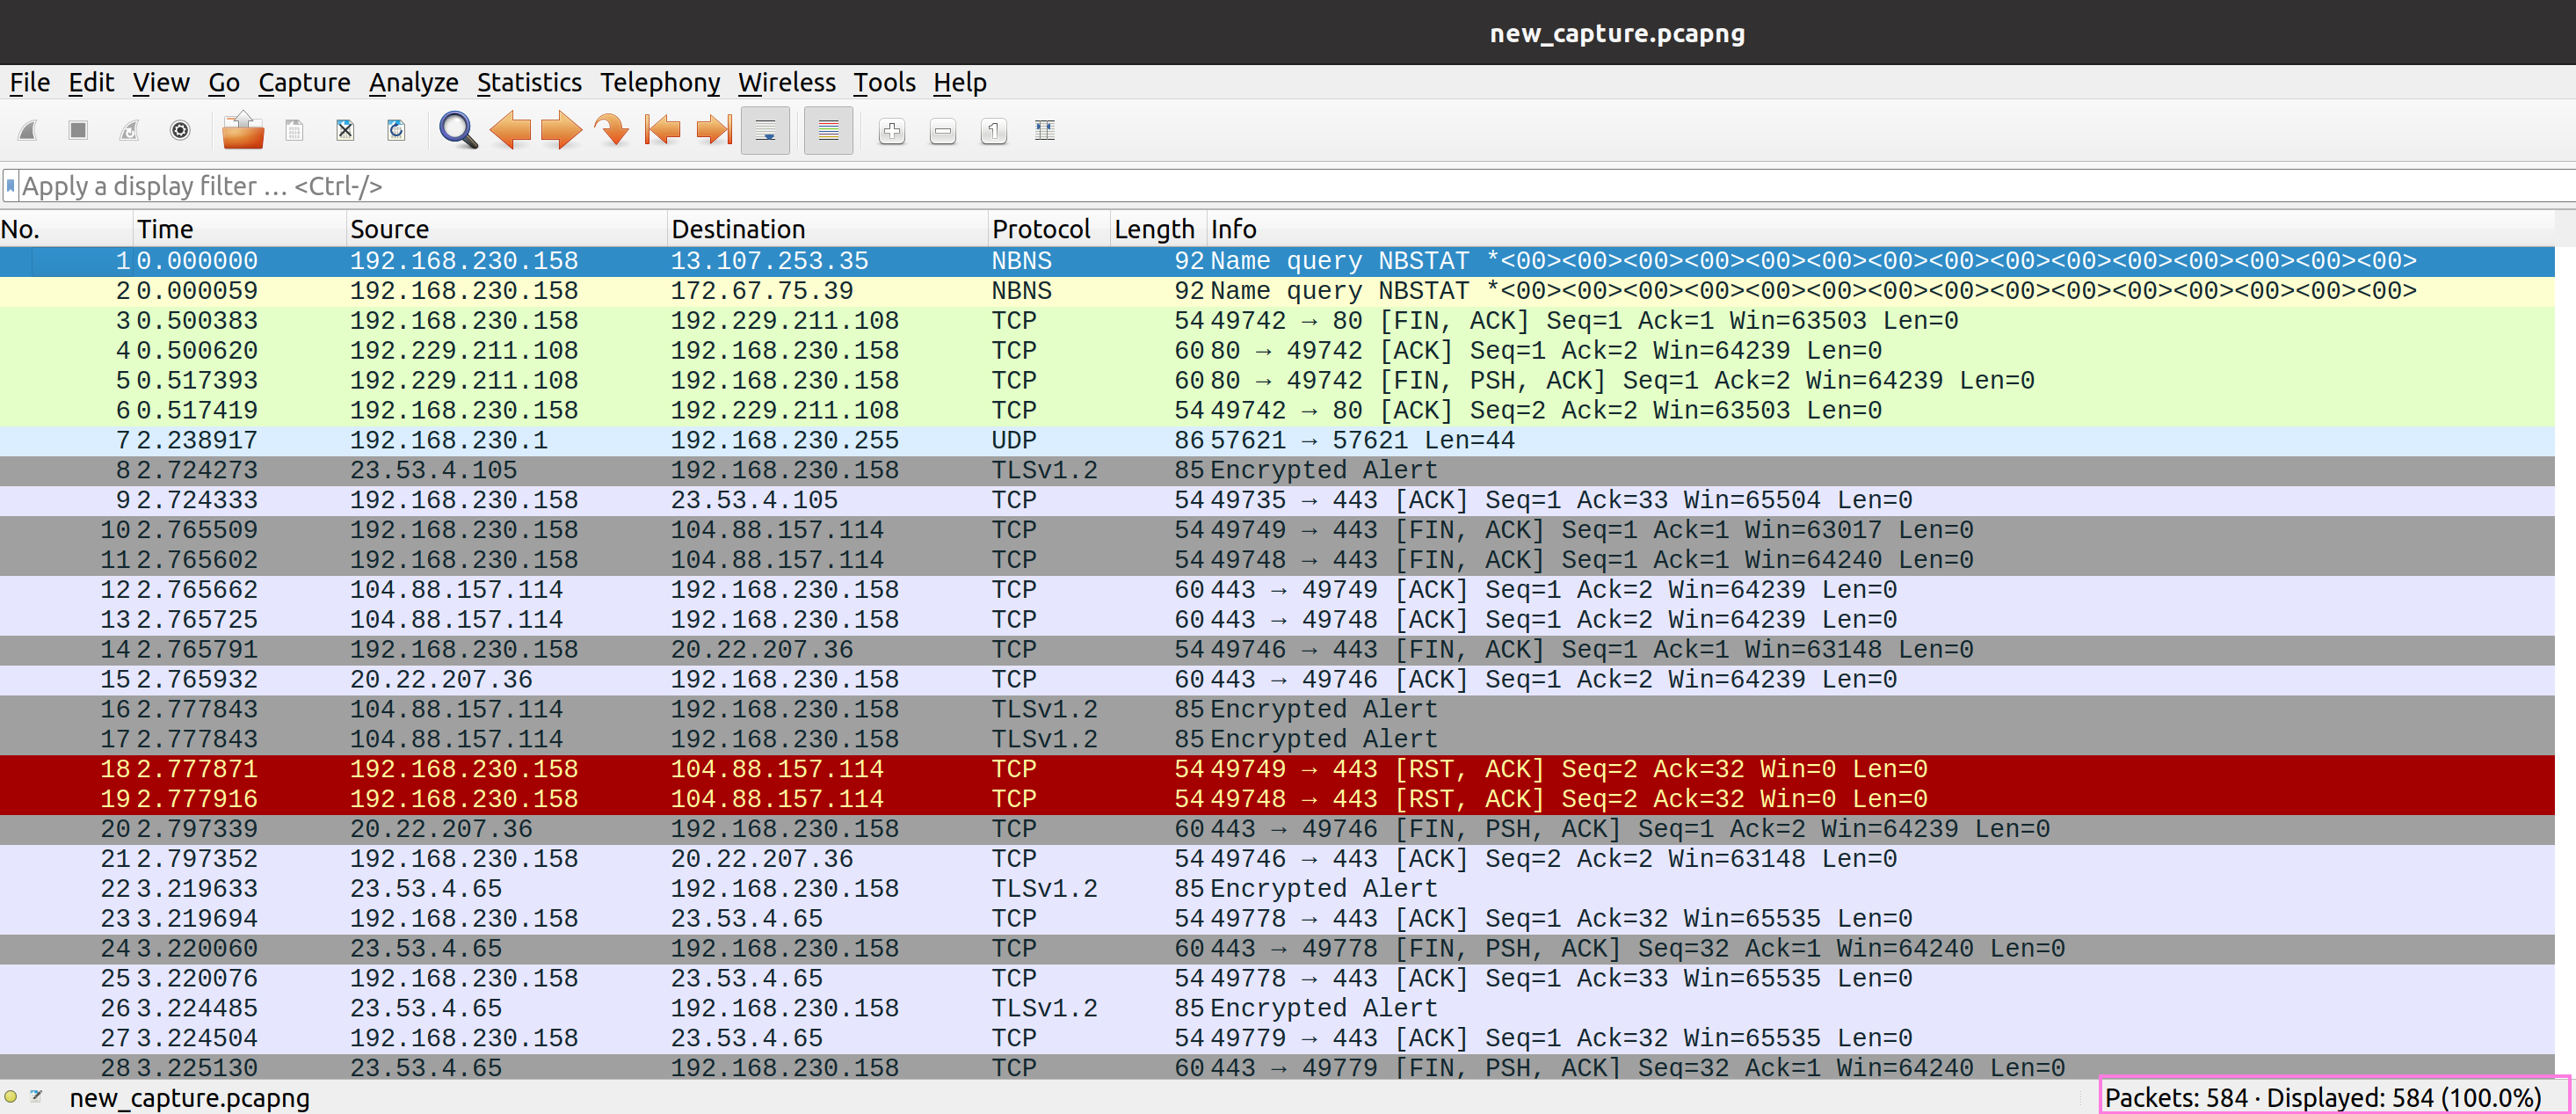 new_capture.pcapng
File Edit View Go Capture Analyze Statistics Telephony Wireless Tools Help
Apply a display filter … <Ctrl-/>
No. Time Source Destination Protocol Length Info
1 0.000000 192.168.230.158 13.107.253.35 NBNS 92 Name query NBSTAT *<00><00><00><00><00><00><00><00><00><00><00><00><00><00><00>
2 0.000059 192.168.230.158 172.67.75.39 NBNS 92 Name query NBSTAT *<00><00><00><00><00><00><00><00><00><00><00><00><00><00><00>
3 0.500383 192.168.230.158 192.229.211.108 TCP 54 49742 → 80 [FIN, ACK] Seq=1 Ack=1 Win=63503 Len=0
4 0.500620 192.229.211.108 192.168.230.158 TCP 60 80 → 49742 [ACK] Seq=1 Ack=2 Win=64239 Len=0
5 0.517393 192.229.211.108 192.168.230.158 TCP 60 80 → 49742 [FIN, PSH, ACK] Seq=1 Ack=2 Win=64239 Len=0
6 0.517419 192.168.230.158 192.229.211.108 TCP 54 49742 → 80 [ACK] Seq=2 Ack=2 Win=63503 Len=0
7 2.238917 192.168.230.1 192.168.230.255 UDP 86 57621 → 57621 Len=44
8 2.724273 23.53.4.105 192.168.230.158 TLSv1.2 85 Encrypted Alert
9 2.724333 192.168.230.158 23.53.4.105 TCP 54 49735 → 443 [ACK] Seq=1 Ack=33 Win=65504 Len=0
10 2.765509 192.168.230.158 104.88.157.114 TCP 54 49749 → 443 [FIN, ACK] Seq=1 Ack=1 Win=63017 Len=0
11 2.765602 192.168.230.158 104.88.157.114 TCP 54 49748 → 443 [FIN, ACK] Seq=1 Ack=1 Win=64240 Len=0
12 2.765662 104.88.157.114 192.168.230.158 TCP 60 443 → 49749 [ACK] Seq=1 Ack=2 Win=64239 Len=0
13 2.765725 104.88.157.114 192.168.230.158 TCP 60 443 → 49748 [ACK] Seq=1 Ack=2 Win=64239 Len=0
14 2.765791 192.168.230.158 20.22.207.36 TCP 54 49746 → 443 [FIN, ACK] Seq=1 Ack=1 Win=63148 Len=0
15 2.765932 20.22.207.36 192.168.230.158 TCP 60 443 → 49746 [ACK] Seq=1 Ack=2 Win=64239 Len=0
16 2.777843 104.88.157.114 192.168.230.158 TLSv1.2 85 Encrypted Alert
17 2.777843 104.88.157.114 192.168.230.158 TLSv1.2 85 Encrypted Alert
18 2.777871 192.168.230.158 104.88.157.114 TCP 54 49749 → 443 [RST, ACK] Seq=2 Ack=32 Win=0 Len=0
19 2.777916 192.168.230.158 104.88.157.114 TCP 54 49748 → 443 [RST, ACK] Seq=2 Ack=32 Win=0 Len=0
20 2.797339 20.22.207.36 192.168.230.158 TCP 60 443 → 49746 [FIN, PSH, ACK] Seq=1 Ack=2 Win=64239 Len=0
21 2.797352 192.168.230.158 20.22.207.36 TCP 54 49746 → 443 [ACK] Seq=2 Ack=2 Win=63148 Len=0
22 3.219633 23.53.4.65 192.168.230.158 TLSv1.2 85 Encrypted Alert
23 3.219694 192.168.230.158 23.53.4.65 TCP 54 49778 → 443 [ACK] Seq=1 Ack=32 Win=65535 Len=0
24 3.220060 23.53.4.65 192.168.230.158 TCP 60 443 → 49778 [FIN, PSH, ACK] Seq=32 Ack=1 Win=64240 Len=0
25 3.220076 192.168.230.158 23.53.4.65 TCP 54 49778 → 443 [ACK] Seq=1 Ack=33 Win=65535 Len=0
26 3.224485 23.53.4.65 192.168.230.158 TLSv1.2 85 Encrypted Alert
27 3.224504 192.168.230.158 23.53.4.65 TCP 54 49779 → 443 [ACK] Seq=1 Ack=32 Win=65535 Len=0
28 3.225130 23.53.4.65 192.168.230.158 TCP 60 443 → 49779 [FIN, PSH, ACK] Seq=32 Ack=1 Win=64240 Len=0
new_capture.pcapng Packets: 584 · Displayed: 584 (100.0%)